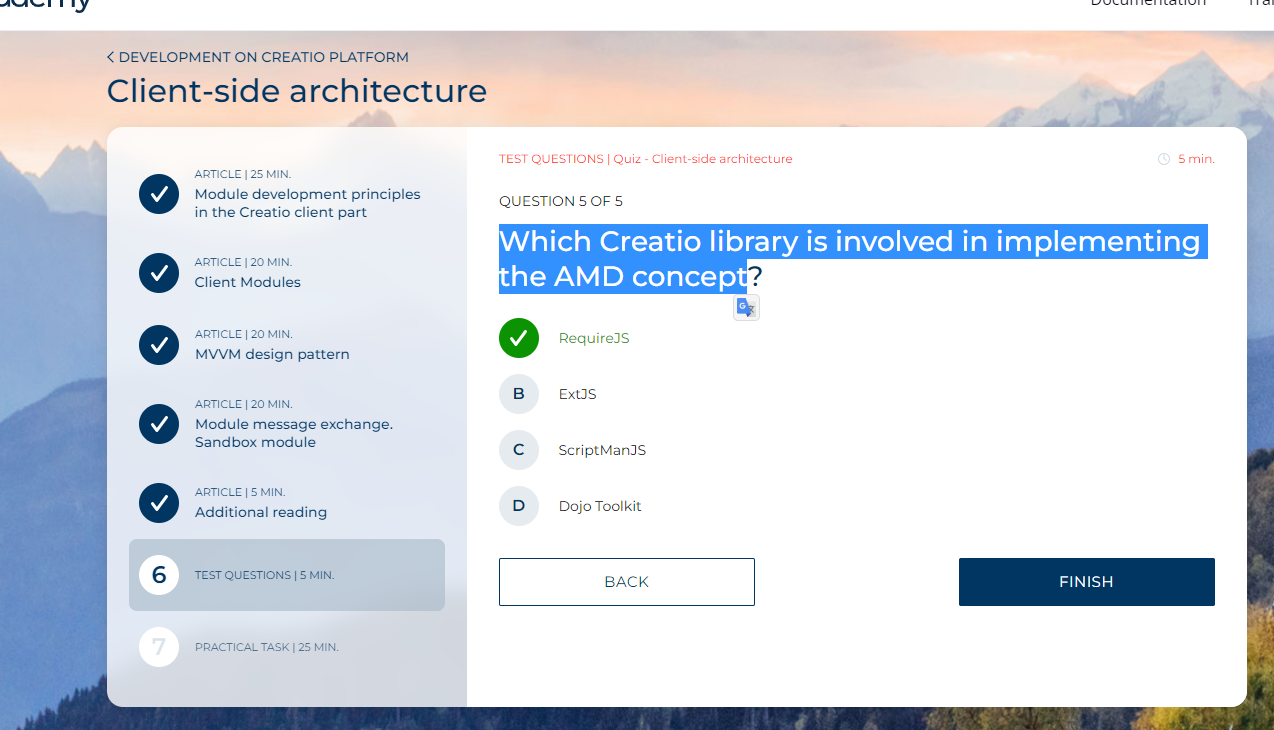 Documentation
DEVELOPMENT ON CREATIO PLATFORM
Client-side architecture
ARTICLE | 25 MIN.
Module development principles
in the Creatio client part
ARTICLE | 20 MIN.
Client Modules
ARTICLE | 20 MIN.
MVVM design pattern
ARTICLE | 20 MIN.
Module message exchange.
Sandbox module
ARTICLE | 5 MIN.
Additional reading
6
TEST QUESTIONS | 5 MIN.
7
PRACTICAL TASK | 25 MIN.
TEST QUESTIONS | Quiz - Client-side architecture
5 min.
QUESTION 5 OF 5
Which Creatio library is involved in implementing
the AMD concept?
RequireJS
B ExtJS
C ScriptManJS
D Dojo Toolkit
BACK
FINISH